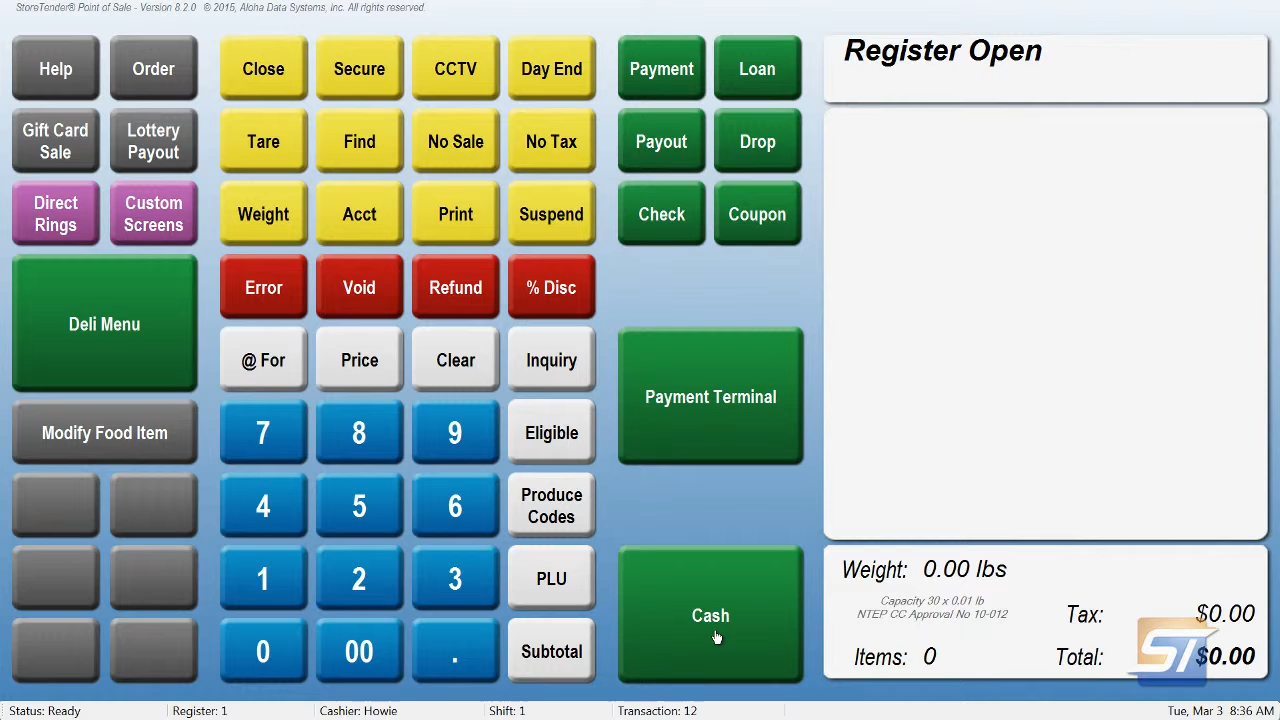 StoreTender® Point of Sale - Version 8.2.0 © 2015, Aloha Data Systems, Inc. All rights reserved
Help
Order
Close
Secure
CCTV
Day End
Payment
Loan
Register Open
Gift Card
Sale
Lottery
Payout
Tare
Find
No Sale
No Tax
Payout
Drop
Direct
Rings
Custom
Screens
Weight
Acct
Print
Suspend
Check
Coupon
Deli Menu
Error
Void
Refund
% Disc
@ For
Price
Clear
Inquiry
Payment Terminal
Modify Food Item
7
8
9
Eligible
4
5
6
Produce
Codes
1
2
3
PLU
0
00
.
Subtotal
Cash
Weight: 0.00 lbs
Capacity 30 x 0.01 lb
NTEP CC Approval No 10-012
Tax: $0.00
Items: 0
Total: $0.00
ST
Status: Ready
Register: 1
Cashier: Howie
Shift: 1
Transaction: 12
Tue, Mar 3 8:36 AM